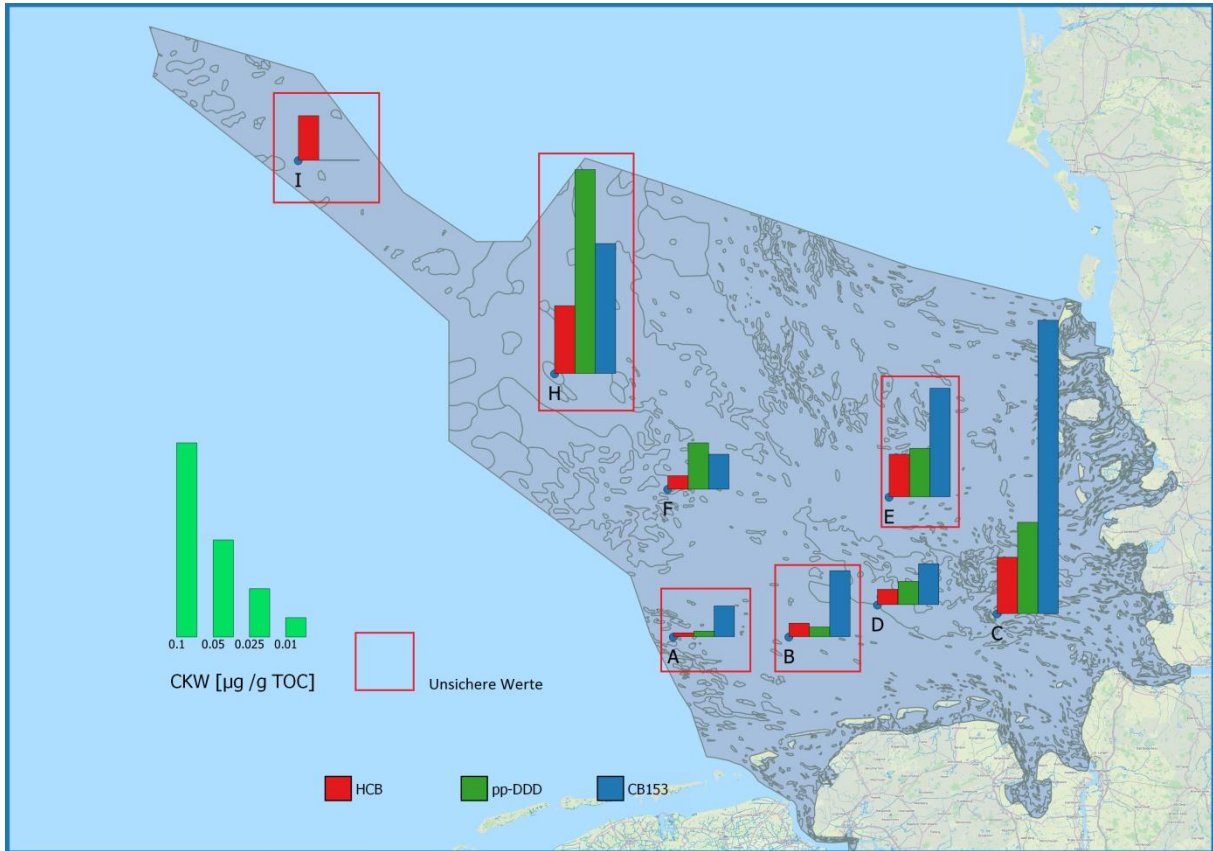 I
H
F
E
A
B
D
C
0.1 0.05 0.025 0.01
CKW [µg /g TOC]
Unsichere Werte
HCB pp-DDD CB153